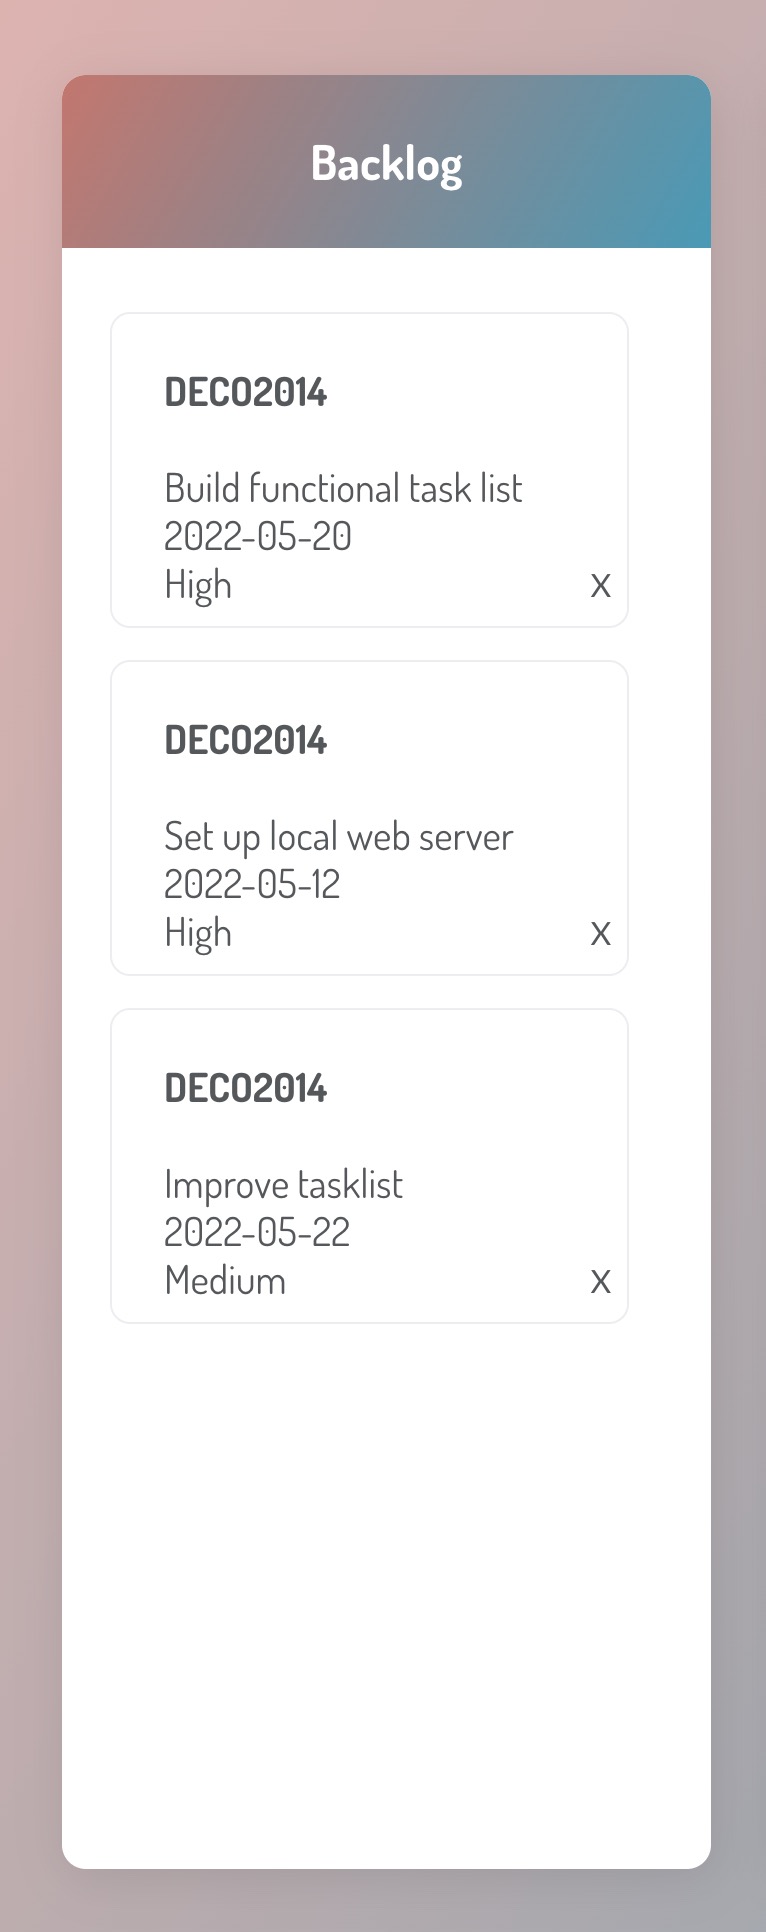 Backlog
DECO2014
Build functional task list
2022-05-20
High
X
DECO2014
Set up local web server
2022-05-12
High
X
DECO2014
Improve tasklist
2022-05-22
Medium
X